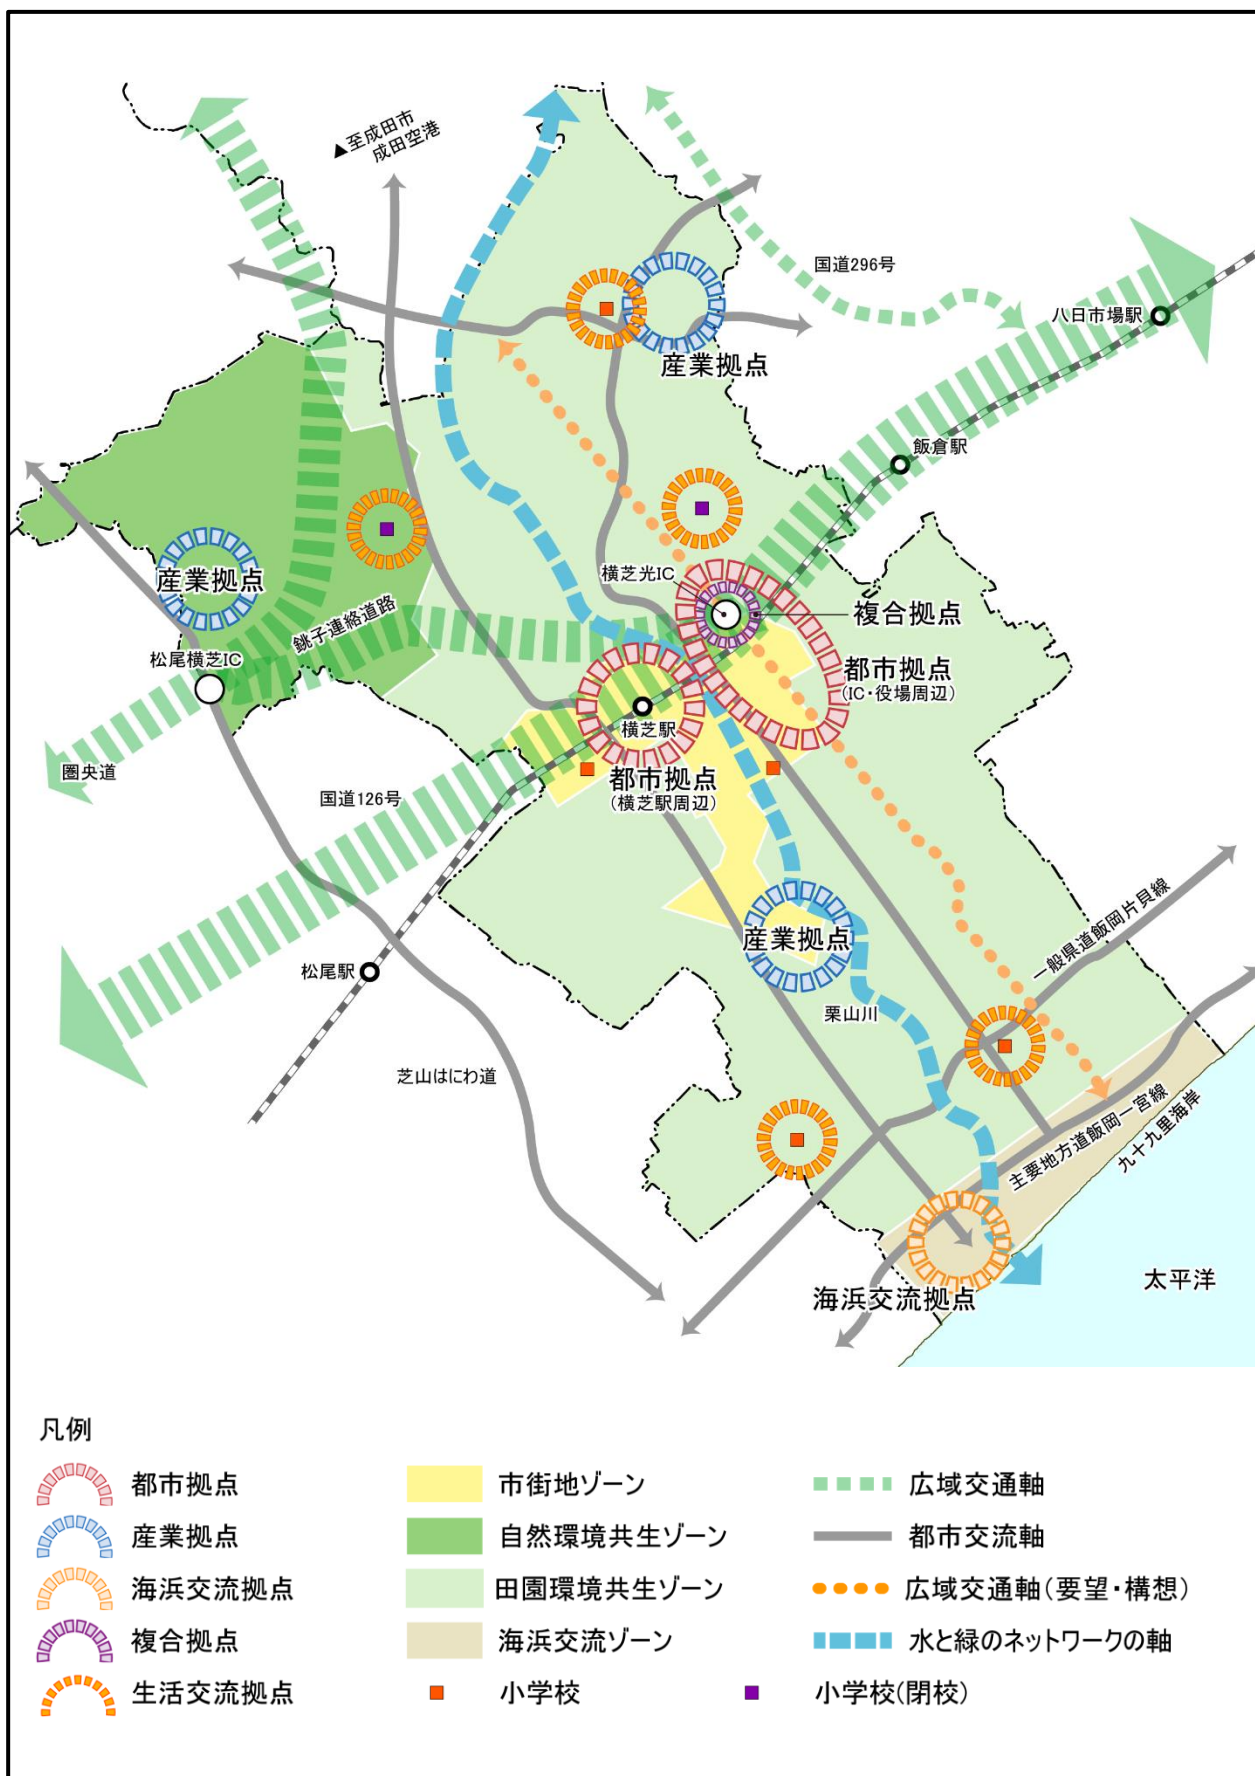 ▲至成田市
成田空港
国道296号
八日市場駅
産業拠点
飯倉駅
横芝光IC
産業拠点
複合拠点
銚子連絡道路
松尾横芝IC
都市拠点
(IC・役場周辺)
横芝駅
圏央道
都市拠点
(横芝駅周辺)
国道126号
一般県道飯岡片貝線
産業拠点
松尾駅
栗山川
芝山はにわ道
主要地方道飯岡一宮線
九十九里海岸
太平洋
海浜交流拠点
凡例
都市拠点
市街地ゾーン
広域交通軸
産業拠点
自然環境共生ゾーン
都市交流軸
海浜交流拠点
田園環境共生ゾーン
広域交通軸(要望・構想)
複合拠点
海浜交流ゾーン
水と緑のネットワークの軸
生活交流拠点
小学校
小学校(閉校)